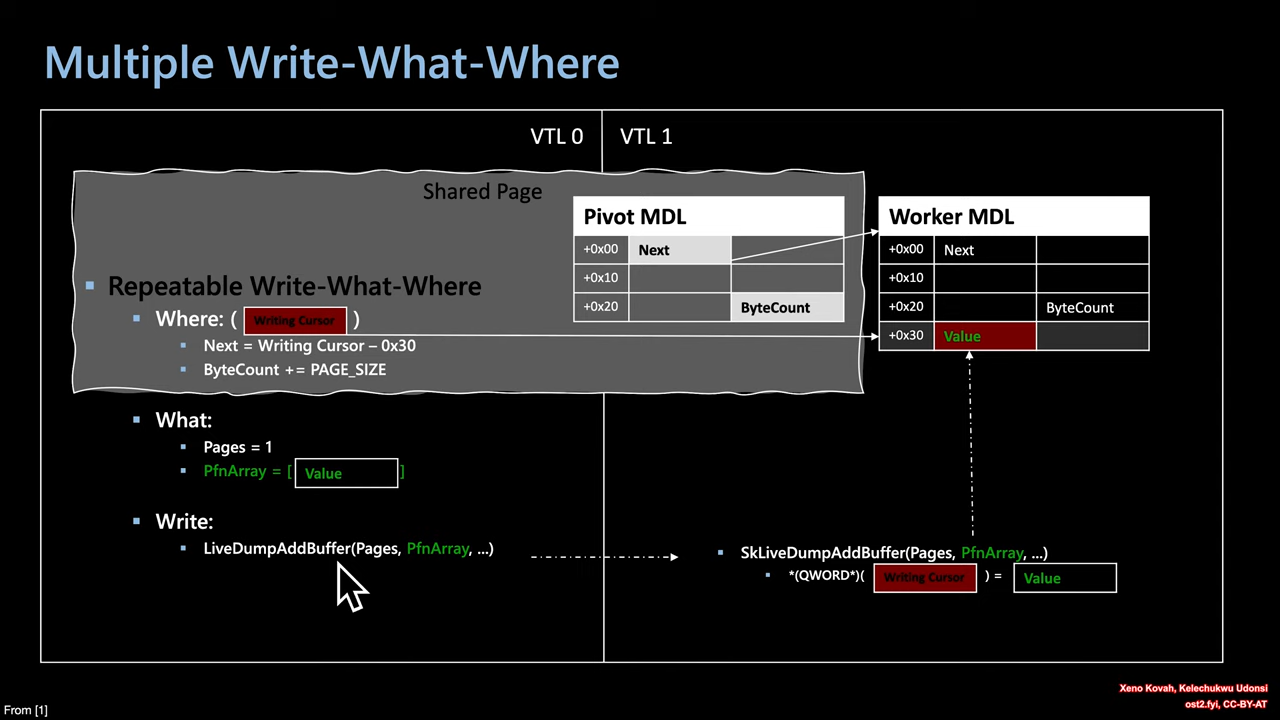 Multiple Write-What-Where
VTL 0
VTL 1
Shared Page
Pivot MDL
+0x00 Next
+0x10
+0x20 ByteCount
Worker MDL
+0x00 Next
+0x10
+0x20 ByteCount
+0x30 Value
▪ Repeatable Write-What-Where
▪ Where: ( Writing Cursor )
▪ Next = Writing Cursor – 0x30
▪ ByteCount += PAGE_SIZE
▪ What:
▪ Pages = 1
▪ PfnArray = [ Value ]
▪ Write:
▪ LiveDumpAddBuffer(Pages, PfnArray, ...)
▪ SkLiveDumpAddBuffer(Pages, PfnArray, ...)
▪ *(QWORD*)( Writing Cursor ) = Value
Xeno Kovah, Kelechukwu Udonsi
ost2.fyi, CC-BY-AT
From [1]